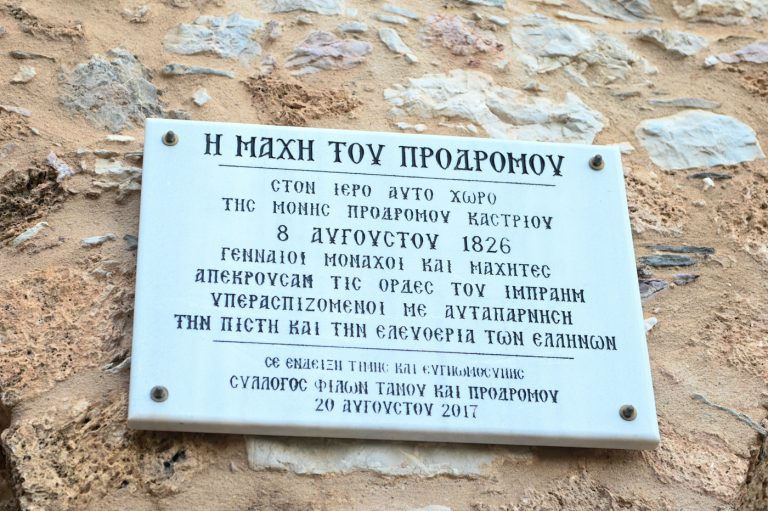 Η ΜΑΧΗ ΤΟΥ ΠΡΟΔΡΟΜΟΥ
ΣΤΟΝ ΙΕΡΟ ΑΥΤΟ ΧΩΡΟ
ΤΗΣ ΜΟΝΗΣ ΠΡΟΔΡΟΜΟΥ ΚΑΣΤΡΙΟΥ
8 ΑΥΓΟΥΣΤΟΥ 1826
ΓΕΝΝΑΙΟΙ ΜΟΝΑΧΟΙ ΚΑΙ ΜΑΧΗΤΕΣ
ΑΠΕΚΡΟΥΣΑΝ ΤΙΣ ΟΡΔΕΣ ΤΟΥ ΙΜΠΡΑΗΜ
ΥΠΕΡΑΣΠΙΖΟΜΕΝΟΙ ΜΕ ΑΥΤΑΠΑΡΝΗΣΗ
ΤΗΝ ΠΙΣΤΗ ΚΑΙ ΤΗΝ ΕΛΕΥΘΕΡΙΑ ΤΩΝ ΕΛΛΗΝΩΝ
ΣΕ ΕΝΔΕΙΞΗ ΤΙΜΗΣ ΚΑΙ ΕΥΓΝΩΜΟΣΥΝΗΣ
ΣΥΛΛΟΓΟΣ ΦΙΛΩΝ ΤΑΝΟΥ ΚΑΙ ΠΡΟΔΡΟΜΟΥ
20 ΑΥΓΟΥΣΤΟΥ 2017